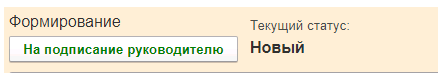 Формирование
На подписание руководителю
Текущий статус:
Новый